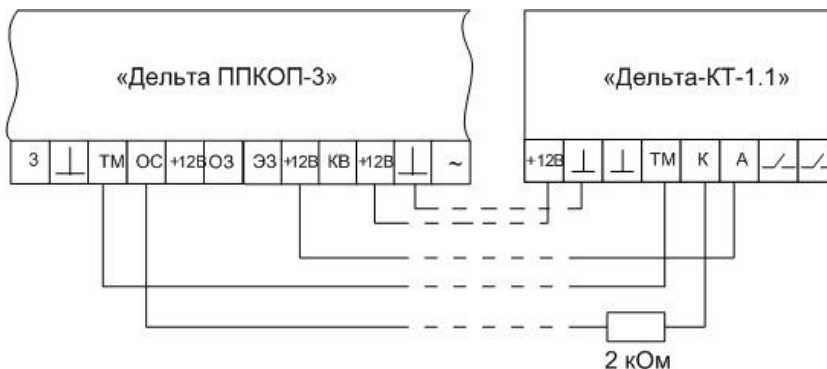 «Дельта ППКОП-3» «Дельта-КТ-1.1»
3 ТМ ОС +12В ОЗ ЭЗ +12В КВ +12В ~ +12В ТМ К А
2 кОм